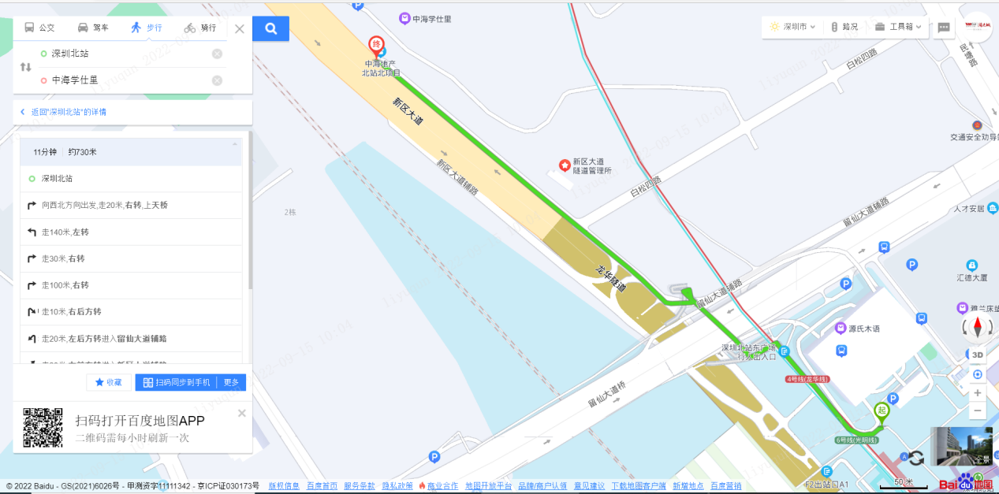 公交
驾车
步行
骑行
深圳北站
中海学仕里
返回"深圳北站"的详情
11分钟 约730米
深圳北站
向西北方向出发,走20米,右转,上天桥
走140米,左转
走30米,右转
走100米,右转
走10米,右后方转
走20米,左后方转进入留仙大道辅路
收藏
扫码同步到手机
更多
扫码打开百度地图APP
二维码需每小时刷新一次
深圳市
路况
工具箱
中海学仕里
终
中海地产
北站北项目
新区大道
新区大道辅路
新区大道
隧道管理所
白松四路
白松四路
民塘路
交通安全劝导
人才安居
留仙大道辅路
2栋
龙华隧道
留仙大道辅路
汇德大厦
雅兰床垫
源氏木语
深圳北站东广场
行人出入口
4号线(龙华线)
留仙大道桥
起
6号线(光明线)
3D
全景
F2出站口A1
50 米
Bai du 地图
liyuqun 2022-09-15 10:04
© 2022 Baidu - GS(2021)6026号 - 甲测资字11111342 - 京ICP证030173号 版权信息 百度首页 服务条款 隐私政策 商业合作 地图开放平台 品牌/商户认领 意见建议 下载地图客户端 新增地点 百度营销